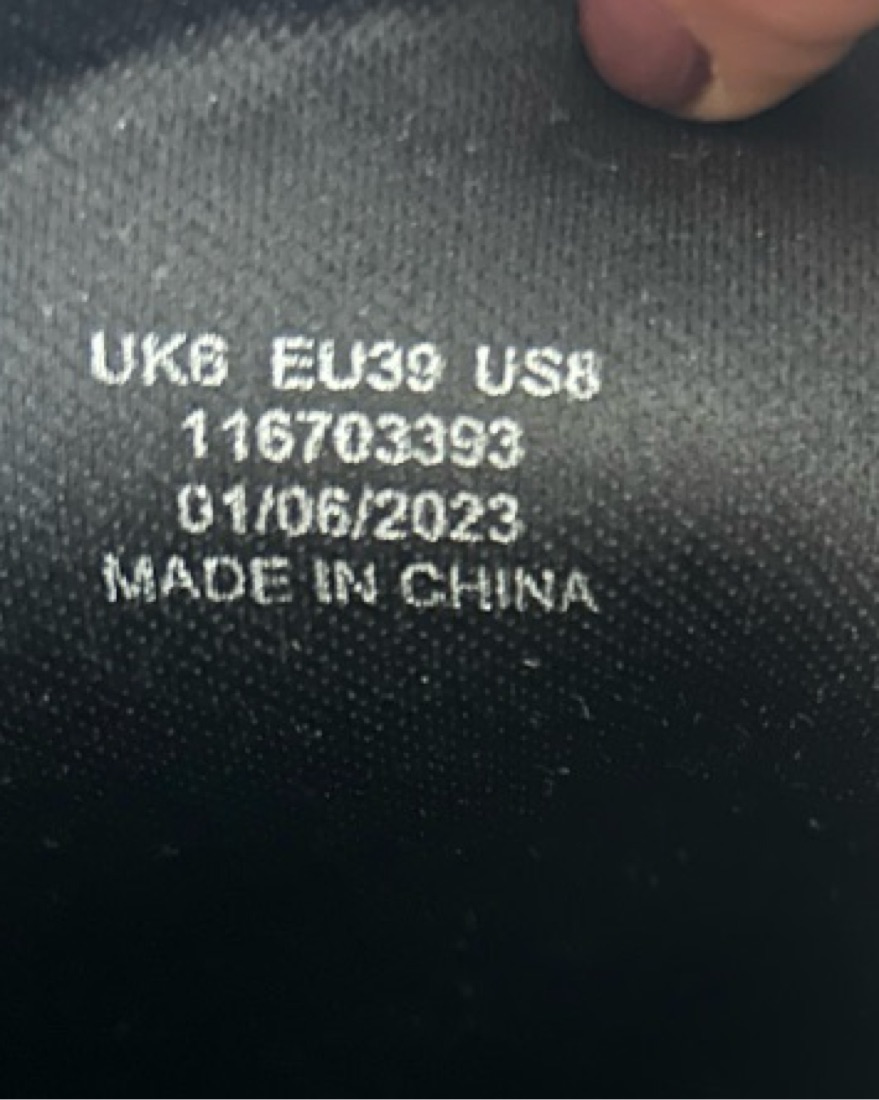 UK6 EU39 US8
116703393
01/06/2023
MADE IN CHINA